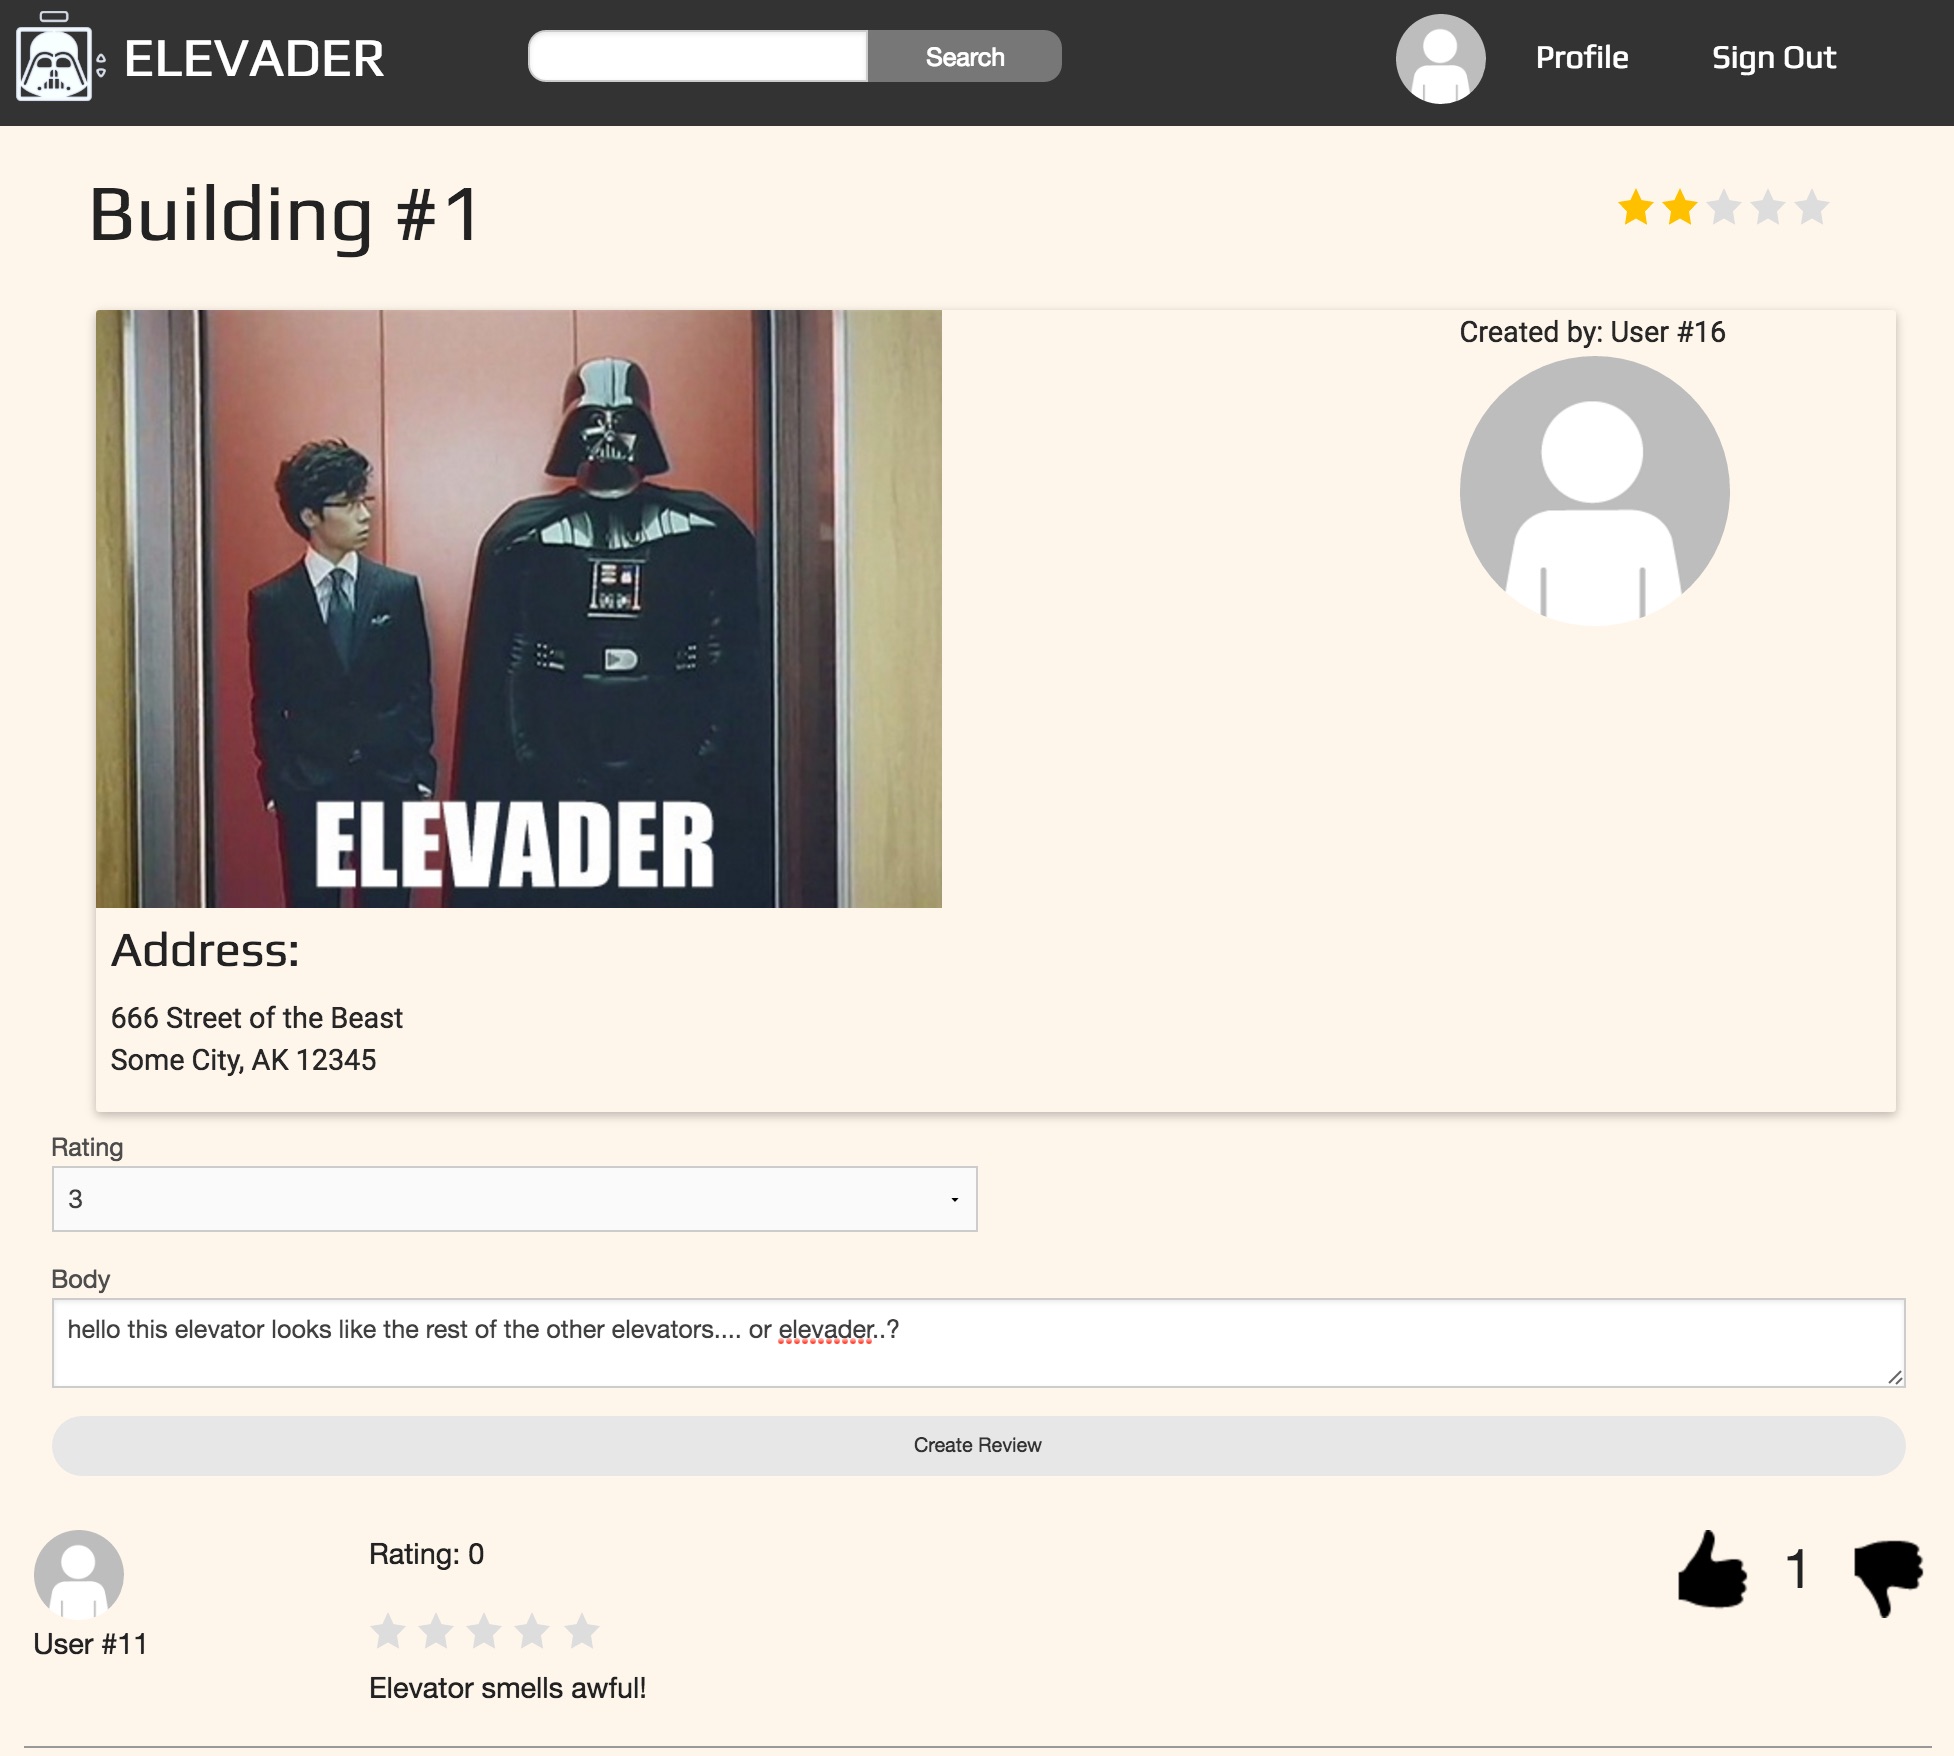 ELEVADER
Search
Profile
Sign Out
Building #1
Created by: User #16
ELEVADER
Address:
666 Street of the Beast
Some City, AK 12345
Rating
3
Body
hello this elevator looks like the rest of the other elevators.... or elevader..?
Create Review
User #11
Rating: 0
Elevator smells awful!
1